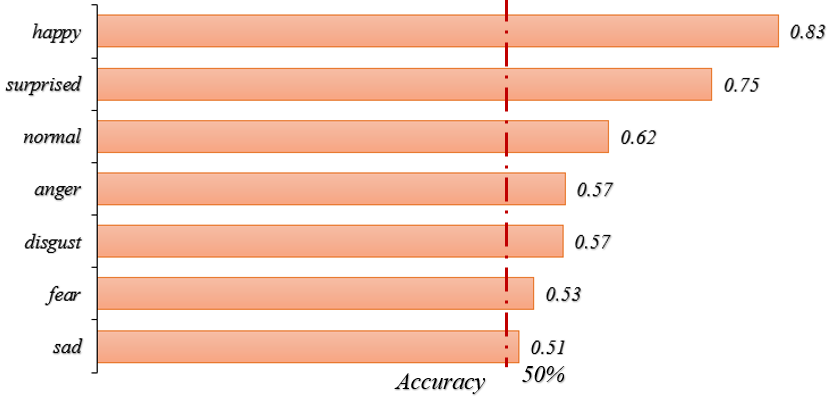 happy 0.83
surprised 0.75
normal 0.62
anger 0.57
disgust 0.57
fear 0.53
sad 0.51
Accuracy 50%